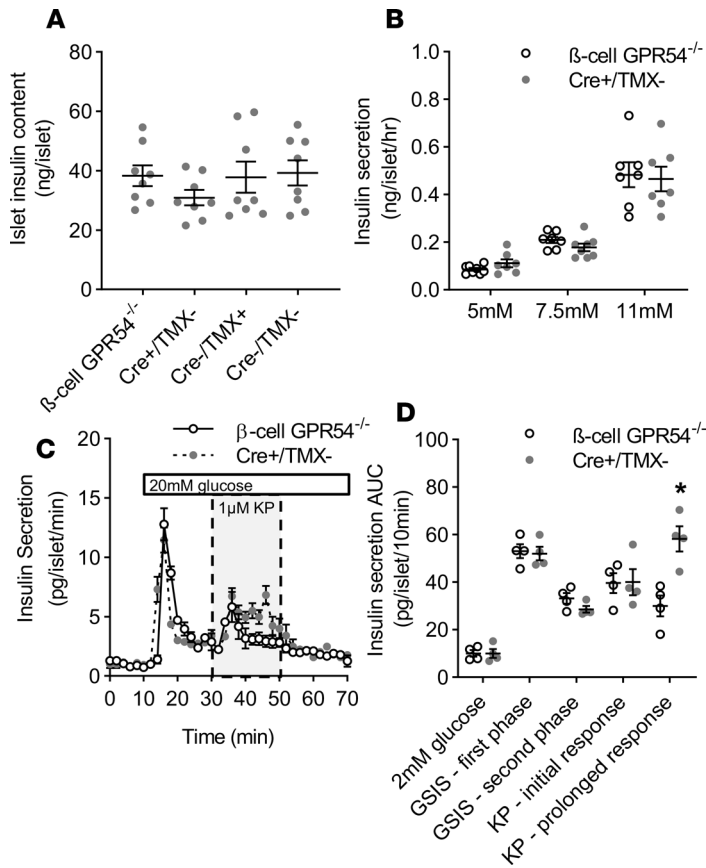 A
Islet insulin content
(ng/islet)
80
60
40
20
0
ß-cell GPR54-/-
Cre+/TMX-
Cre-/TMX+
Cre-/TMX-
B
Insulin secretion
(ng/islet/hr)
1.0
0.8
0.6
0.4
0.2
0.0
ß-cell GPR54-/-
Cre+/TMX-
5mM
7.5mM
11mM
C
β-cell GPR54-/-
Cre+/TMX-
Insulin Secretion
(pg/islet/min)
20
15
10
5
0
20mM glucose
1µM KP
0 10 20 30 40 50 60 70
Time (min)
D
ß-cell GPR54-/-
Cre+/TMX-
Insulin secretion AUC
(pg/islet/10min)
100
80
60
40
20
10
0
*
2mM glucose
GSIS - first phase
GSIS - second phase
KP - initial response
KP - prolonged response